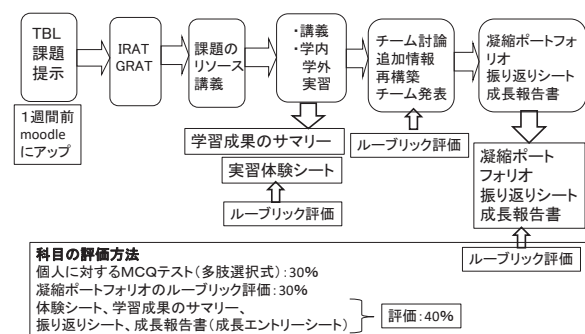 TBL
課題
提示
IRAT
GRAT
課題の
リソース
講義
・講義
・学内
学外
実習
チーム討論
追加情報
再構築
チーム発表
凝縮ポートフォ
リオ
振り返りシート
成長報告書
1週間前
moodle
にアップ
学習成果のサマリー
実習体験シート
ルーブリック評価
ルーブリック評価
凝縮ポート
フォリオ
振り返りシート
成長報告書
ルーブリック評価
科目の評価方法
個人に対するMCQテスト(多肢選択式):30%
凝縮ポートフォリオのルーブリック評価:30%
体験シート、学習成果のサマリー、
振り返りシート、成長報告書(成長エントリーシート)
評価:40%